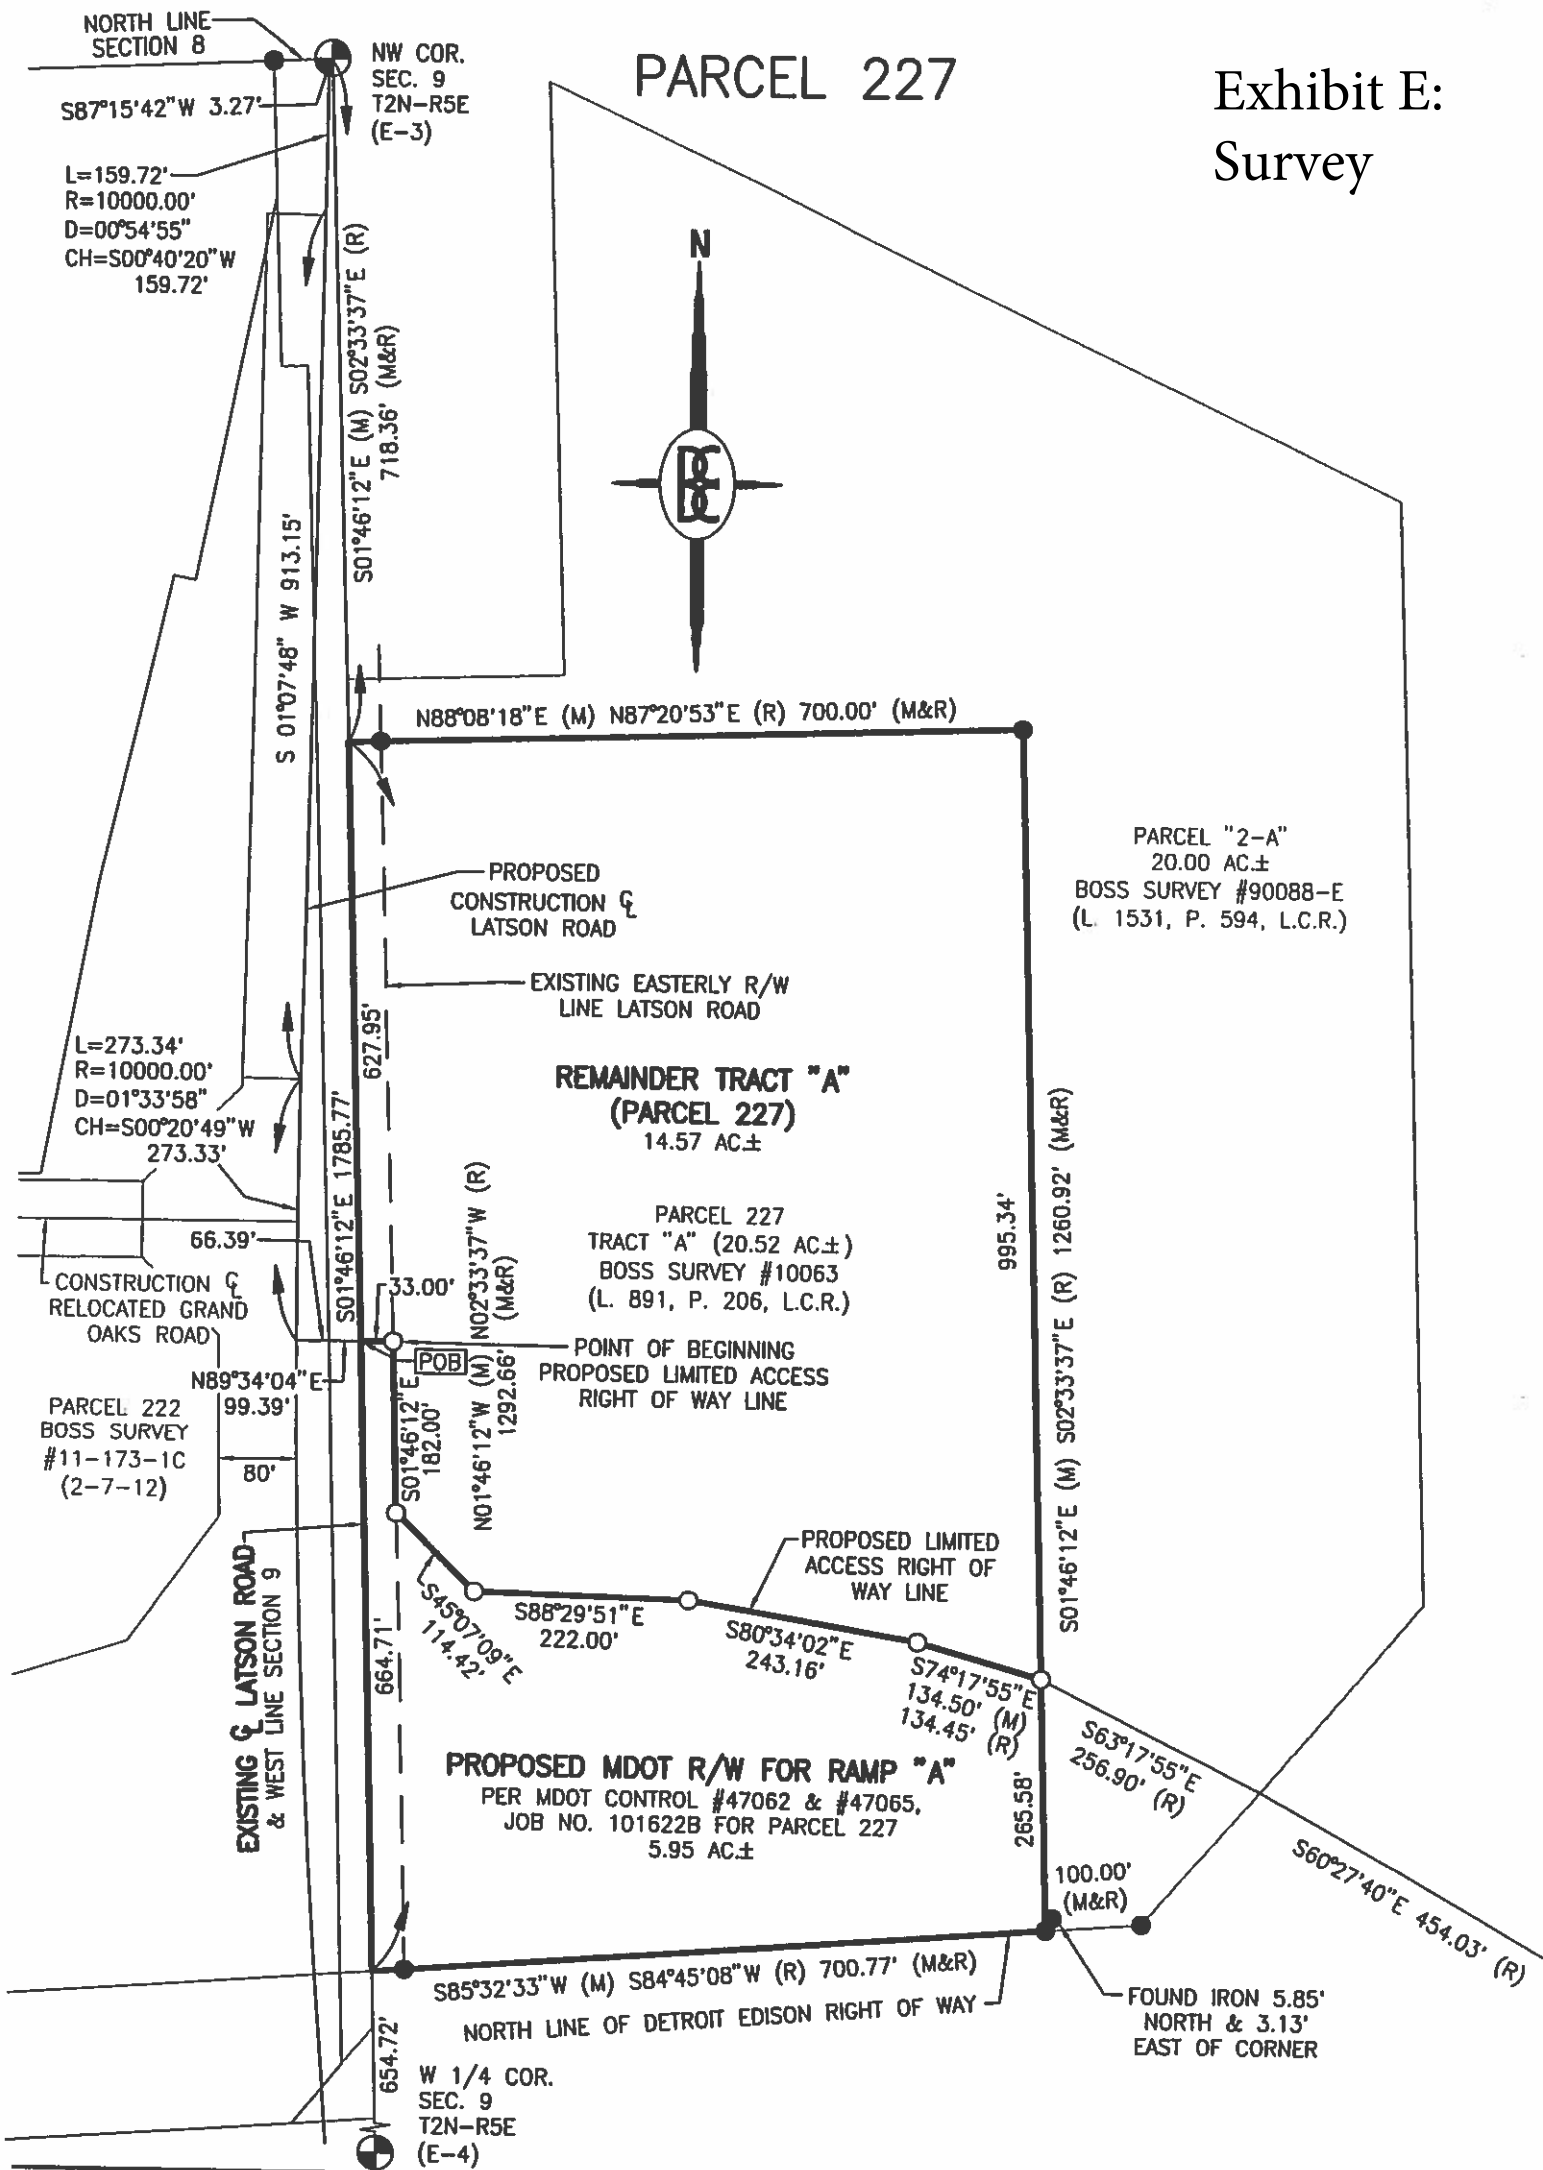 PARCEL 227
Exhibit E:
Survey
NORTH LINE
SECTION 8
NW COR.
SEC. 9
T2N-R5E
(E-3)
S87°15'42"W 3.27'
L=159.72'
R=10000.00'
D=00°54'55"
CH=S00°40'20"W
159.72'
N
S01°46'12"E (M) S02°33'37"E (R)
718.36' (M&R)
S 01°07'48" W 913.15'
N88°08'18"E (M) N87°20'53"E (R) 700.00' (M&R)
PARCEL "2-A"
20.00 AC.±
BOSS SURVEY #90088-E
(L. 1531, P. 594, L.C.R.)
PROPOSED
CONSTRUCTION ℄
LATSON ROAD
EXISTING EASTERLY R/W
LINE LATSON ROAD
627.95'
L=273.34'
R=10000.00'
D=01°33'58"
CH=S00°20'49"W
273.33'
S01°46'12"E 1785.77'
REMAINDER TRACT "A"
(PARCEL 227)
14.57 AC.±
PARCEL 227
TRACT "A" (20.52 AC.±)
BOSS SURVEY #10063
(L. 891, P. 206, L.C.R.)
995.34'
S01°46'12"E (M) S02°33'37"E (R) 1260.92' (M&R)
66.39'
CONSTRUCTION ℄
RELOCATED GRAND
OAKS ROAD
33.00'
N01°46'12"W (M) N02°33'37"W (R)
1292.66' (M&R)
POB
POINT OF BEGINNING
PROPOSED LIMITED ACCESS
RIGHT OF WAY LINE
N89°34'04"E
99.39'
PARCEL 222
BOSS SURVEY
#11-173-1C
(2-7-12)
80'
S01°46'12"E
182.00'
EXISTING ℄ LATSON ROAD
& WEST LINE SECTION 9
PROPOSED LIMITED
ACCESS RIGHT OF
WAY LINE
S45°07'09"E
114.42'
S88°29'51"E
222.00'
S80°34'02"E
243.16'
S74°17'55"E
134.50' (M)
134.45' (R)
664.71'
S63°17'55"E
256.90' (R)
PROPOSED MDOT R/W FOR RAMP "A"
PER MDOT CONTROL #47062 & #47065,
JOB NO. 101622B FOR PARCEL 227
5.95 AC.±
265.58'
S60°27'40"E 454.03' (R)
100.00'
(M&R)
S85°32'33"W (M) S84°45'08"W (R) 700.77' (M&R)
NORTH LINE OF DETROIT EDISON RIGHT OF WAY
FOUND IRON 5.85'
NORTH & 3.13'
EAST OF CORNER
654.72'
W 1/4 COR.
SEC. 9
T2N-R5E
(E-4)